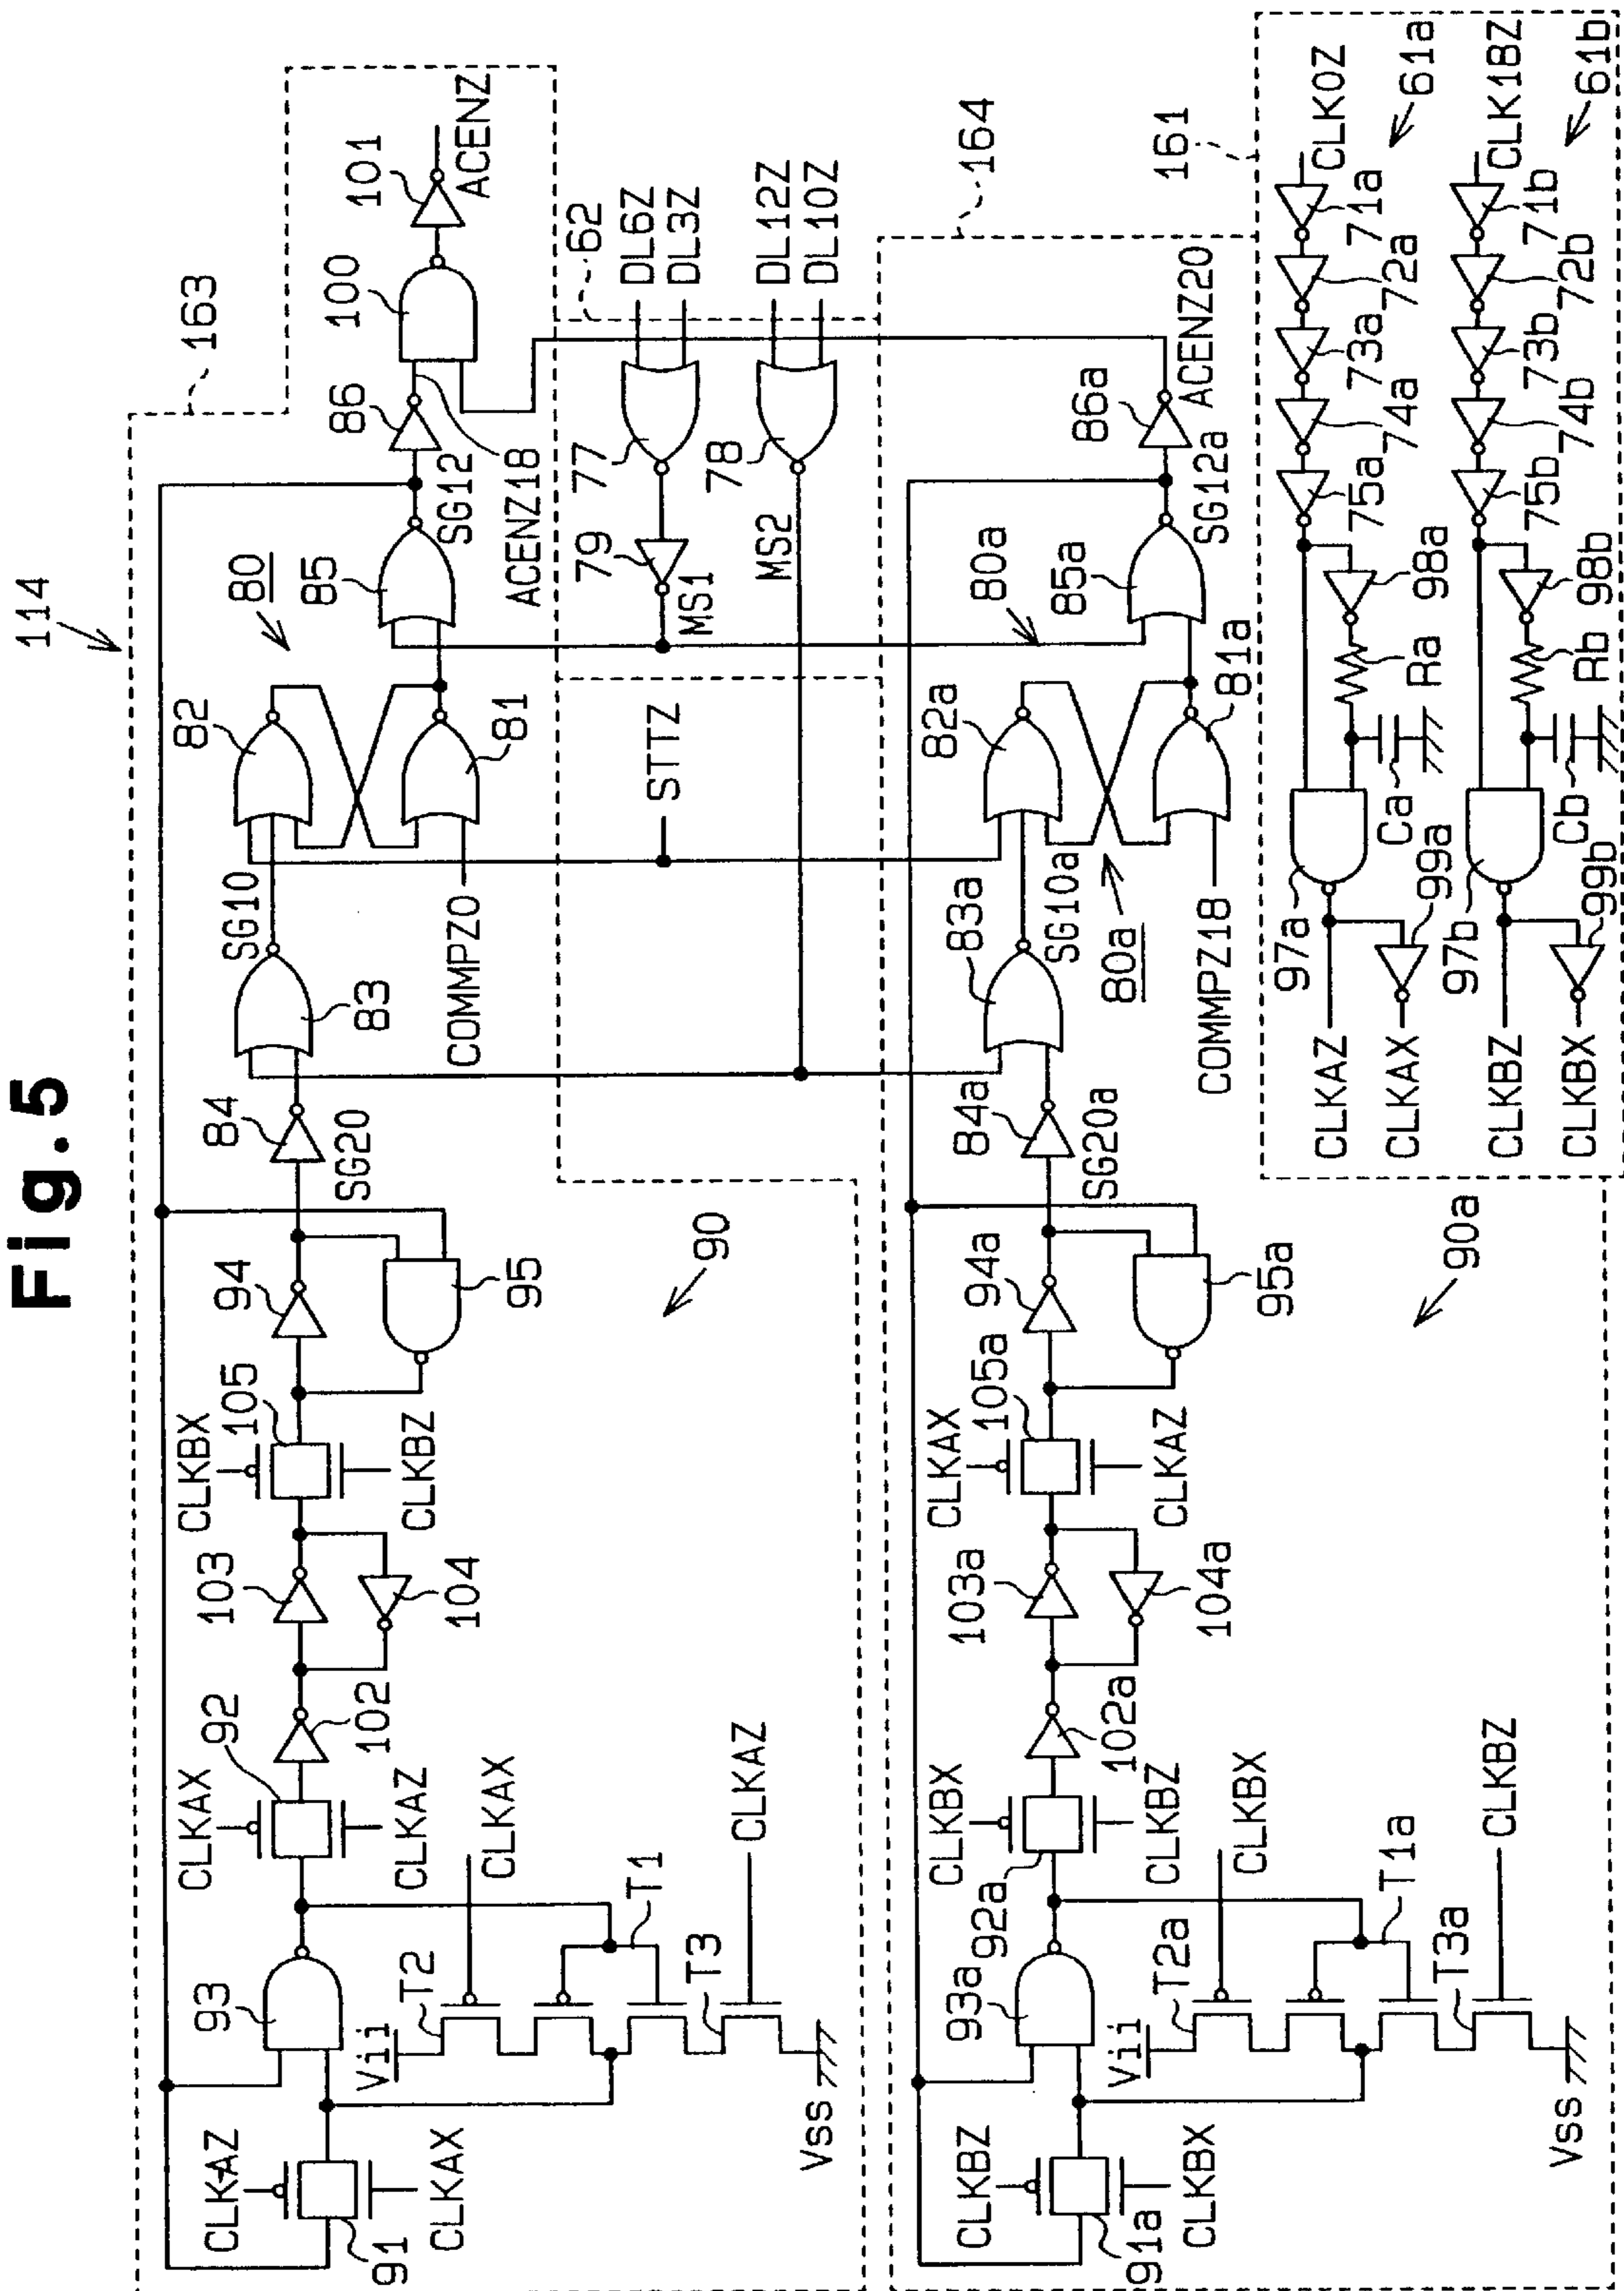 Fig.5
114
163
CLKAZ
CLKAX
91
93
Vii
T2
CLKAX
T1
T3
CLKAZ
Vss
CLKAX
92
CLKAZ
102
103
104
CLKBX
105
CLKBZ
94
95
90
84
SG20
83
SG10
82
81
COMMPZ0
80
85
SG12
86
ACENZ18
100
101
ACENZ
62
STTZ
77
78
79
MS1
MS2
DL6Z
DL3Z
DL12Z
DL10Z
164
CLKBZ
CLKBX
91a
93a
Vii
T2a
CLKBX
T1a
T3a
CLKBZ
Vss
CLKBX
92a
CLKBZ
102a
103a
104a
CLKAX
105a
CLKAZ
94a
95a
90a
84a
SG20a
83a
SG10a
82a
81a
COMMPZ18
80a
80a
85a
SG12a
86a
ACENZ20
161
CLKAZ
CLKAX
97a
99a
Ca
Ra
98a
75a
74a
73a
72a
71a
CLK0Z
61a
CLKBZ
CLKBX
97b
99b
Cb
Rb
98b
75b
74b
73b
72b
71b
CLK18Z
61b